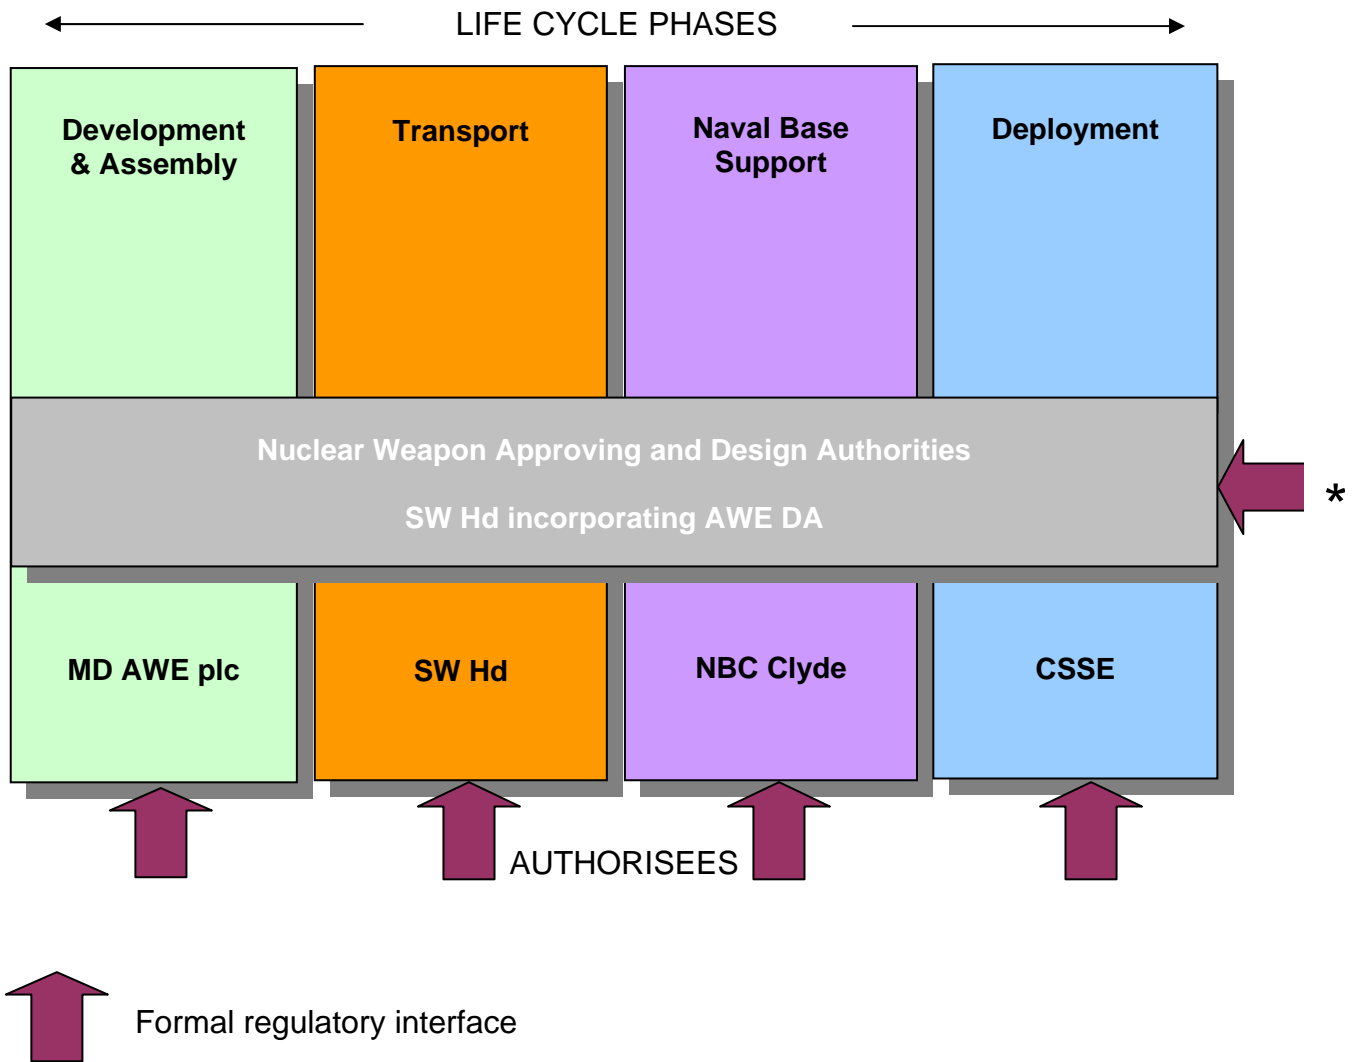 LIFE CYCLE PHASES
Development
& Assembly
Transport
Naval Base
Support
Deployment
Nuclear Weapon Approving and Design Authorities
SW Hd incorporating AWE DA
*
MD AWE plc
SW Hd
NBC Clyde
CSSE
AUTHORISEES
Formal regulatory interface